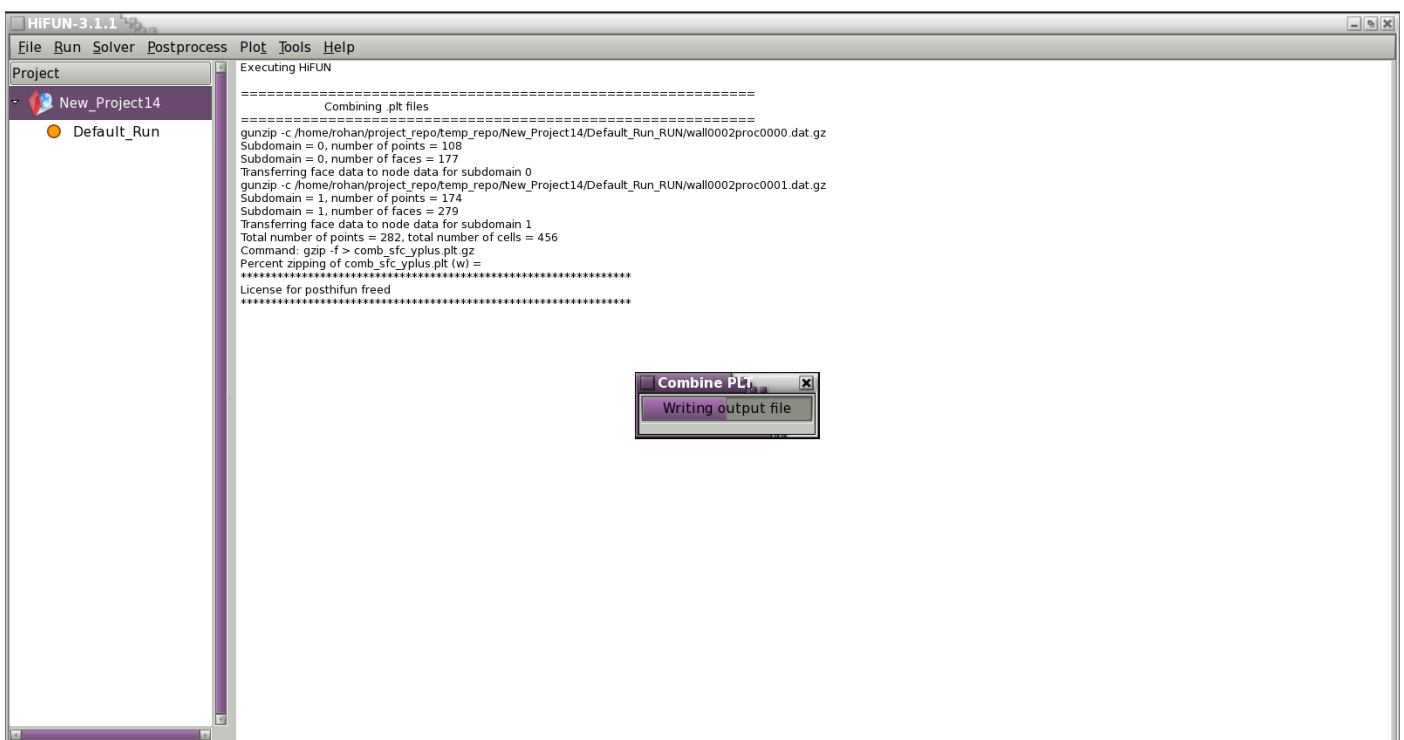 HiFUN-3.1.1
File Run Solver Postprocess Plot Tools Help
Project
New_Project14
Default_Run
Executing HiFUN
===========================================================
Combining .plt files
===========================================================
gunzip -c /home/rohan/project_repo/temp_repo/New_Project14/Default_Run_RUN/wall0002proc0000.dat.gz
Subdomain = 0, number of points = 108
Subdomain = 0, number of faces = 177
Transferring face data to node data for subdomain 0
gunzip -c /home/rohan/project_repo/temp_repo/New_Project14/Default_Run_RUN/wall0002proc0001.dat.gz
Subdomain = 1, number of points = 174
Subdomain = 1, number of faces = 279
Transferring face data to node data for subdomain 1
Total number of points = 282, total number of cells = 456
Command: gzip -f > comb_sfc_yplus.plt.gz
Percent zipping of comb_sfc_yplus.plt (w) =
****************************************************************
License for posthifun freed
****************************************************************
Combine PLT
Writing output file